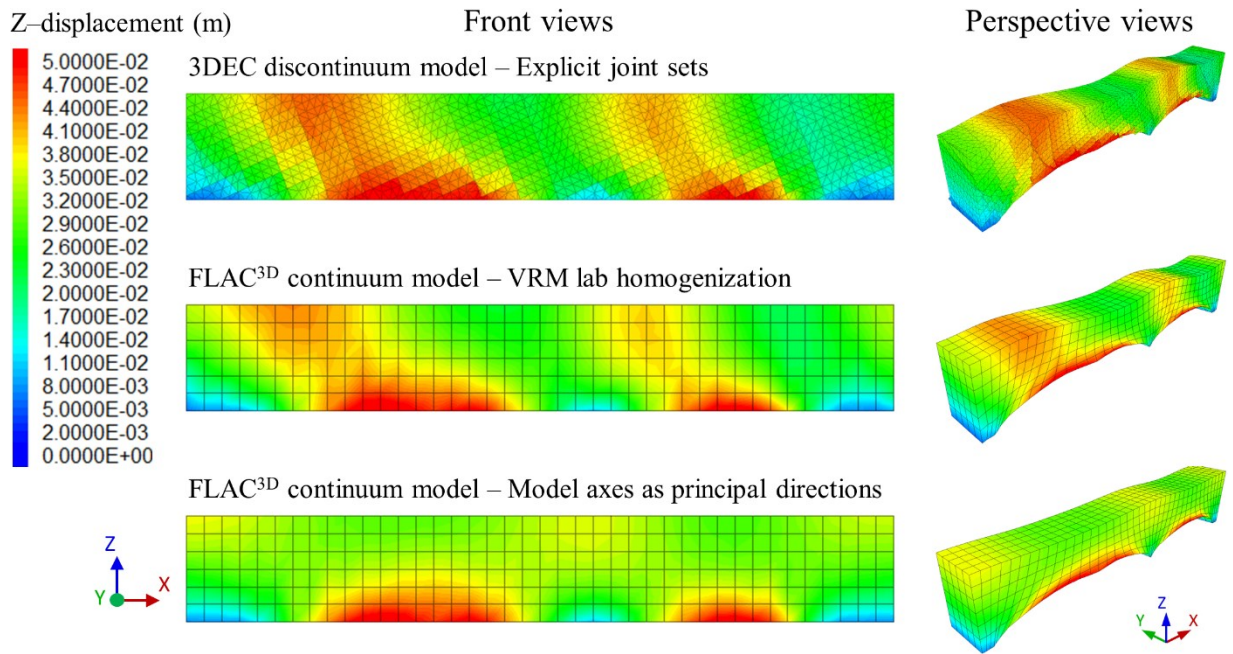 Z–displacement (m)
Front views
Perspective views
5.0000E-02
4.7000E-02
4.4000E-02
4.1000E-02
3.8000E-02
3.5000E-02
3.2000E-02
2.9000E-02
2.6000E-02
2.3000E-02
2.0000E-02
1.7000E-02
1.4000E-02
1.1000E-02
8.0000E-03
5.0000E-03
2.0000E-03
0.0000E+00
3DEC discontinuum model – Explicit joint sets
FLAC3D continuum model – VRM lab homogenization
FLAC3D continuum model – Model axes as principal directions
Z
Y
X
Z
Y
X